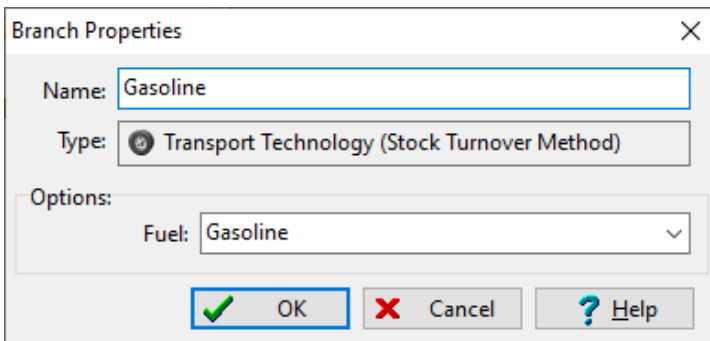 Branch Properties
Name: Gasoline
Type: Transport Technology (Stock Turnover Method)
Options:
Fuel: Gasoline
OK Cancel Help